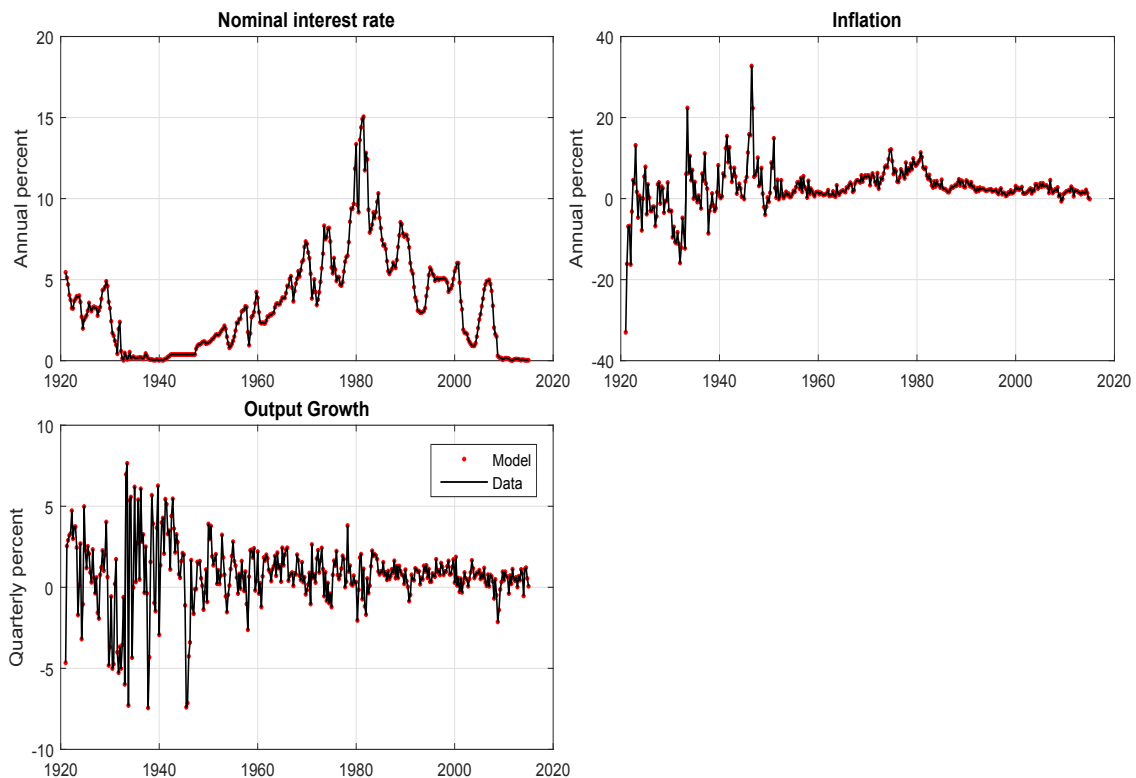 Nominal interest rate
Annual percent
20
15
10
5
0
1920 1940 1960 1980 2000 2020
Inflation
Annual percent
40
20
0
-20
-40
1920 1940 1960 1980 2000 2020
Output Growth
Quarterly percent
10
5
0
-5
-10
1920 1940 1960 1980 2000 2020
Model
Data